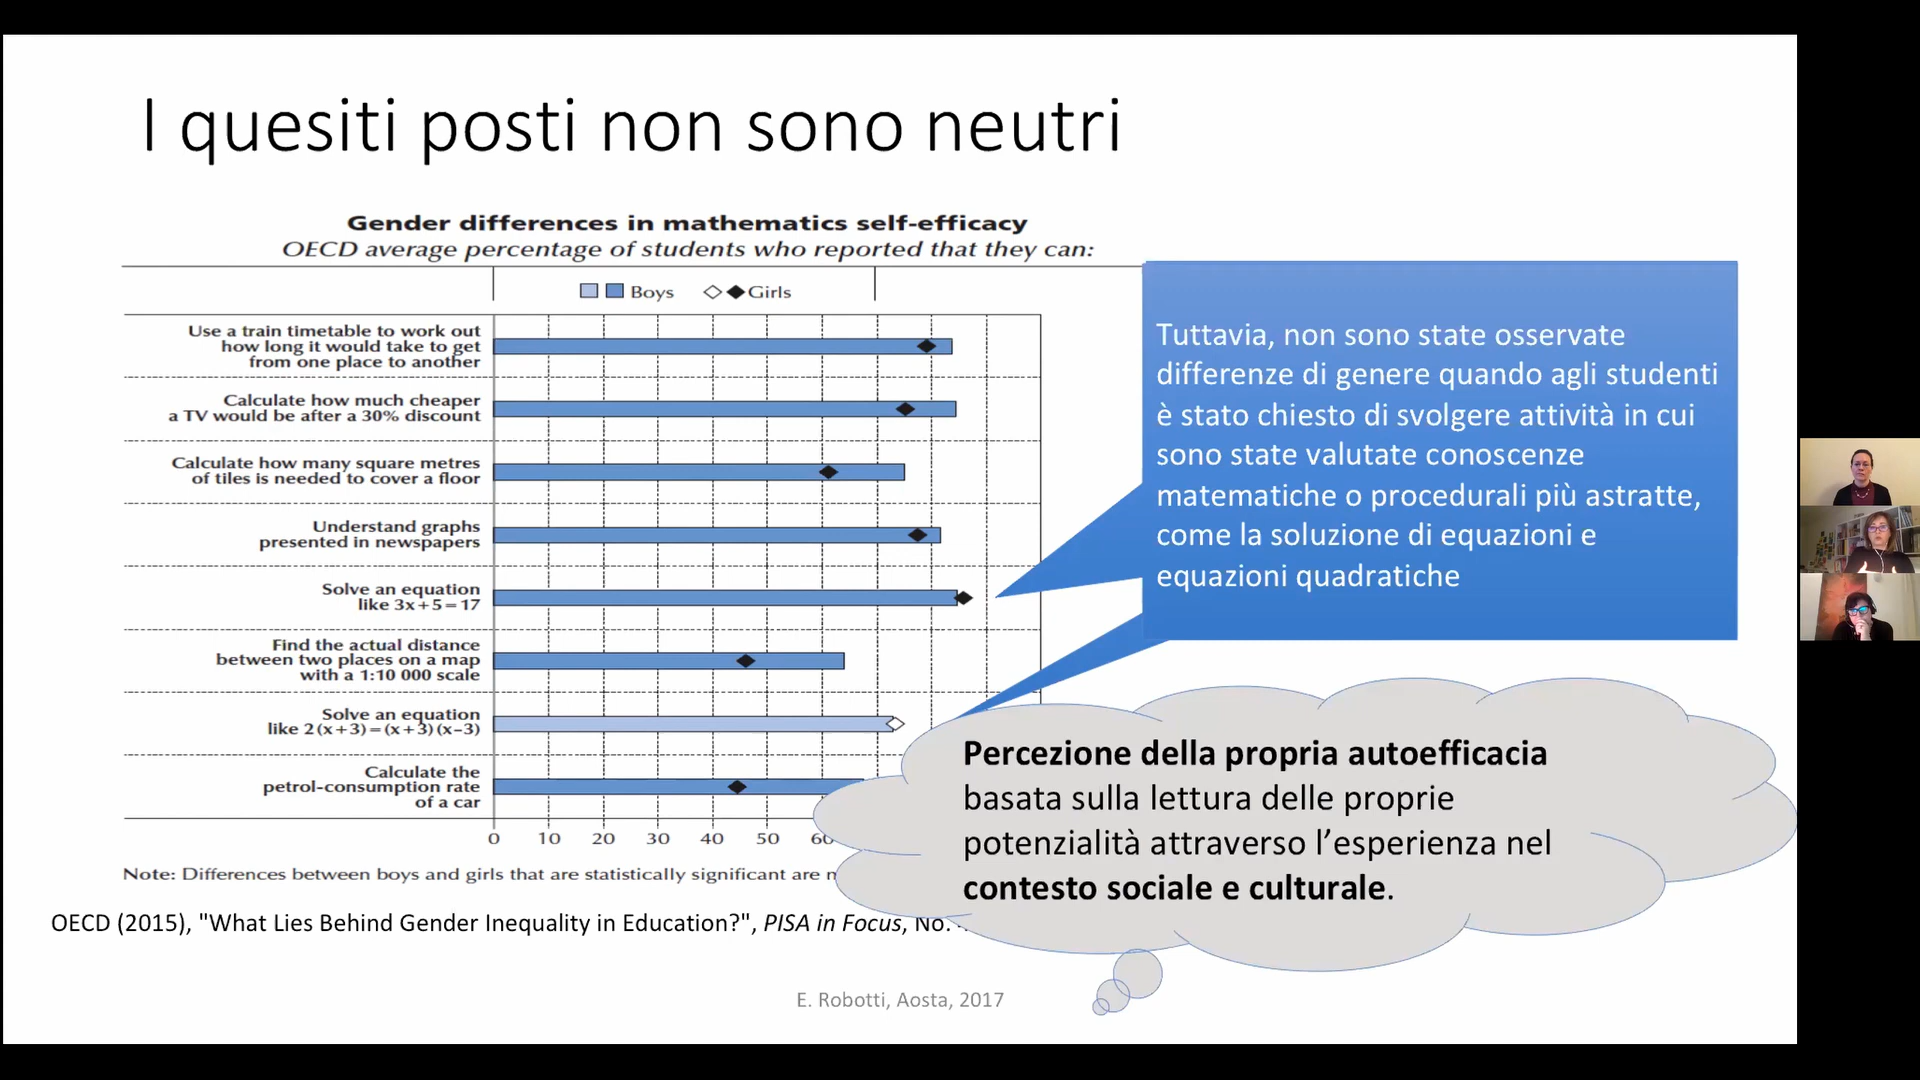 I quesiti posti non sono neutri
Gender differences in mathematics self-efficacy
OECD average percentage of students who reported that they can:
Boys Girls
Use a train timetable to work out
how long it would take to get
from one place to another
Calculate how much cheaper
a TV would be after a 30% discount
Calculate how many square metres
of tiles is needed to cover a floor
Understand graphs
presented in newspapers
Solve an equation
like 3x+5=17
Find the actual distance
between two places on a map
with a 1:10 000 scale
Solve an equation
like 2(x+3)=(x+3)(x–3)
Calculate the
petrol-consumption rate
of a car
0 10 20 30 40 50
Note: Differences between boys and girls that are statistically significant are
OECD (2015), "What Lies Behind Gender Inequality in Education?", PISA in Focus, No.
Tuttavia, non sono state osservate
differenze di genere quando agli studenti
è stato chiesto di svolgere attività in cui
sono state valutate conoscenze
matematiche o procedurali più astratte,
come la soluzione di equazioni e
equazioni quadratiche
Percezione della propria autoefficacia
basata sulla lettura delle proprie
potenzialità attraverso l’esperienza nel
contesto sociale e culturale.
E. Robotti, Aosta, 2017